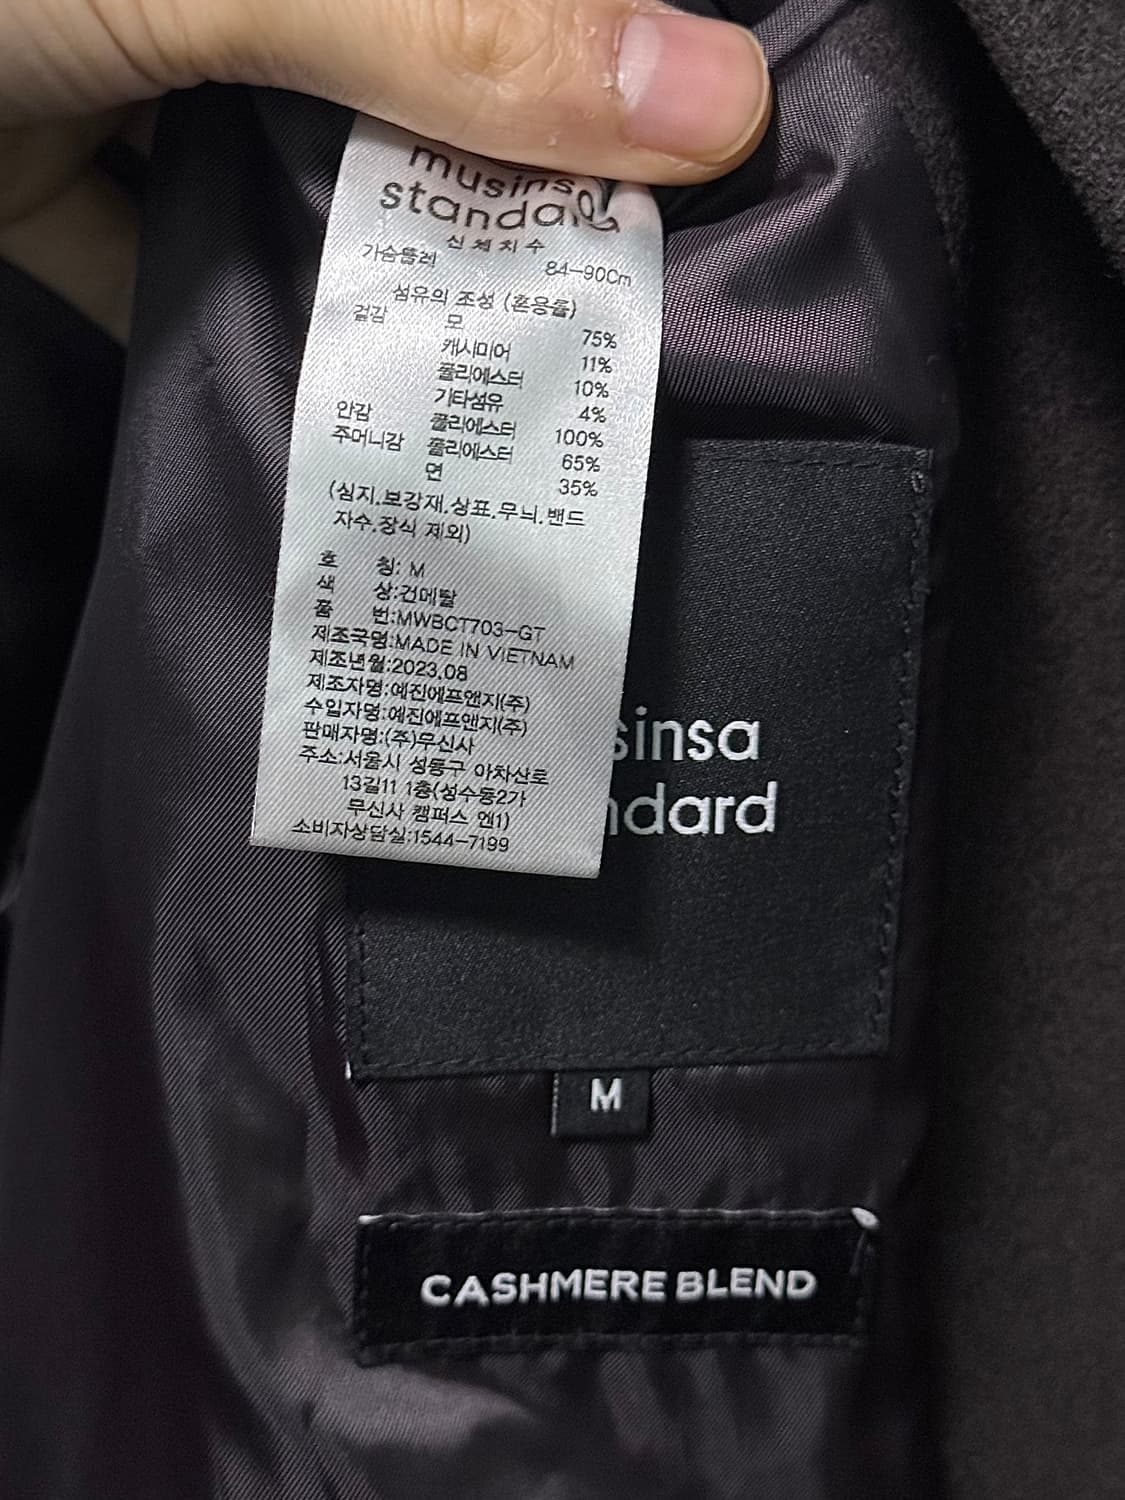 musinsa
standard
신체치수
가슴둘레 84-90Cm
섬유의 조성 (혼용률)
겉감 모 75%
캐시미어 11%
폴리에스터 10%
기타섬유 4%
안감 폴리에스터 100%
주머니감 폴리에스터 65%
면 35%
(심지.보강재.상표.무늬.밴드
자수.장식 제외)
호 칭: M
색 상:건메탈
품 번:MWBCT703-GT
제조국명:MADE IN VIETNAM
제조년월:2023.08
제조자명:예진에프앤지(주)
수입자명:예진에프앤지(주)
판매자명:(주)무신사
주소:서울시 성동구 아차산로
13길11 1층(성수동2가
무신사 캠퍼스 엔1)
소비자상담실:1544-7199
sinsa
ndard
M
CASHMERE BLEND